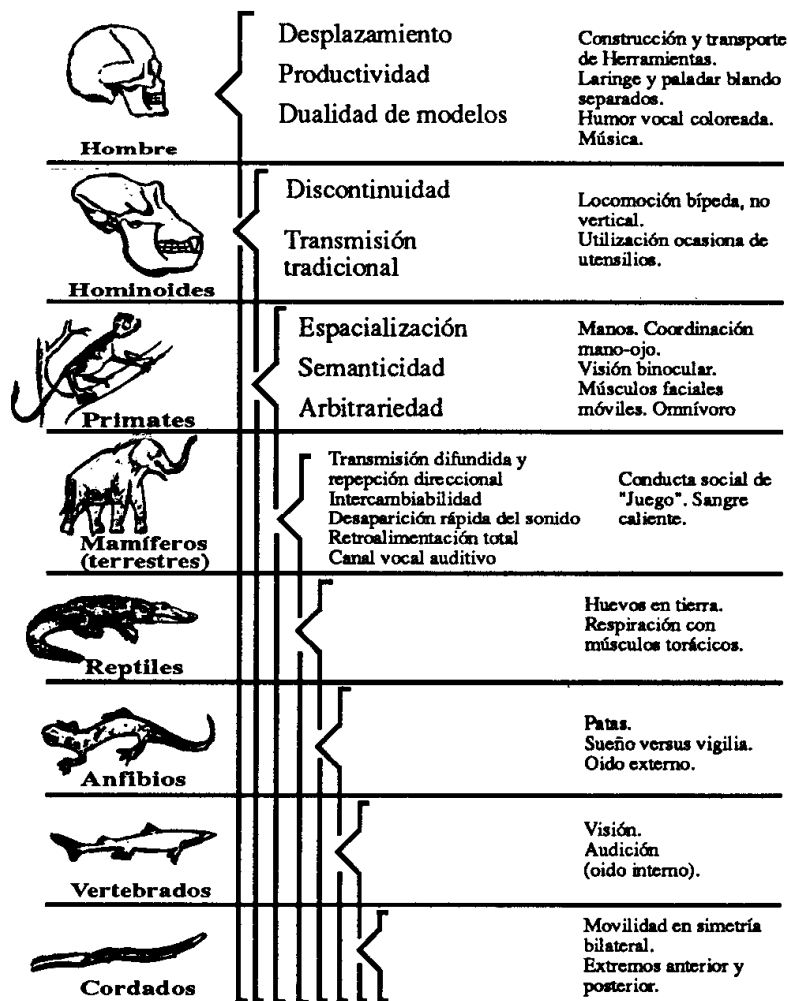 Desplazamiento
Productividad
Dualidad de modelos
Construcción y transporte
de Herramientas.
Laringe y paladar blando
separados.
Humor vocal coloreada.
Música.
Hombre
Discontinuidad
Transmisión
tradicional
Locomoción bípeda, no
vertical.
Utilización ocasiona de
utensilios.
Hominoides
Espacialización
Semanticidad
Arbitrariedad
Manos. Coordinación
mano-ojo.
Visión binocular.
Músculos faciales
móviles. Omnívoro
Primates
Transmisión difundida y
repepción direccional
Intercambiabilidad
Desaparición rápida del sonido
Retroalimentación total
Canal vocal auditivo
Conducta social de
"Juego". Sangre
caliente.
Mamíferos
(terrestres)
Huevos en tierra.
Respiración con
músculos torácicos.
Reptiles
Patas.
Sueño versus vigilia.
Oido externo.
Anfibios
Visión.
Audición
(oido interno).
Vertebrados
Movilidad en simetría
bilateral.
Extremos anterior y
posterior.
Cordados